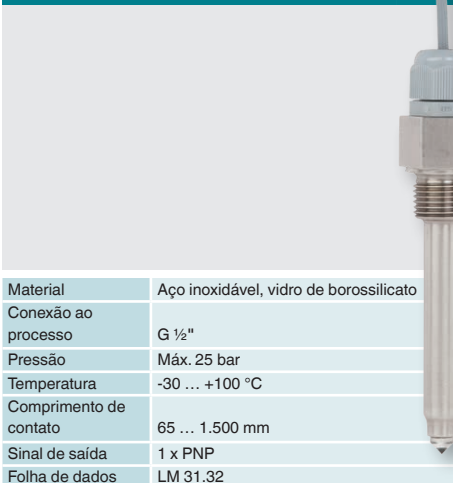 Material Aço inoxidável, vidro de borossilicato
Conexão ao
processo G ½"
Pressão Máx. 25 bar
Temperatura -30 … +100 °C
Comprimento de
contato 65 … 1.500 mm
Sinal de saída 1 x PNP
Folha de dados LM 31.32